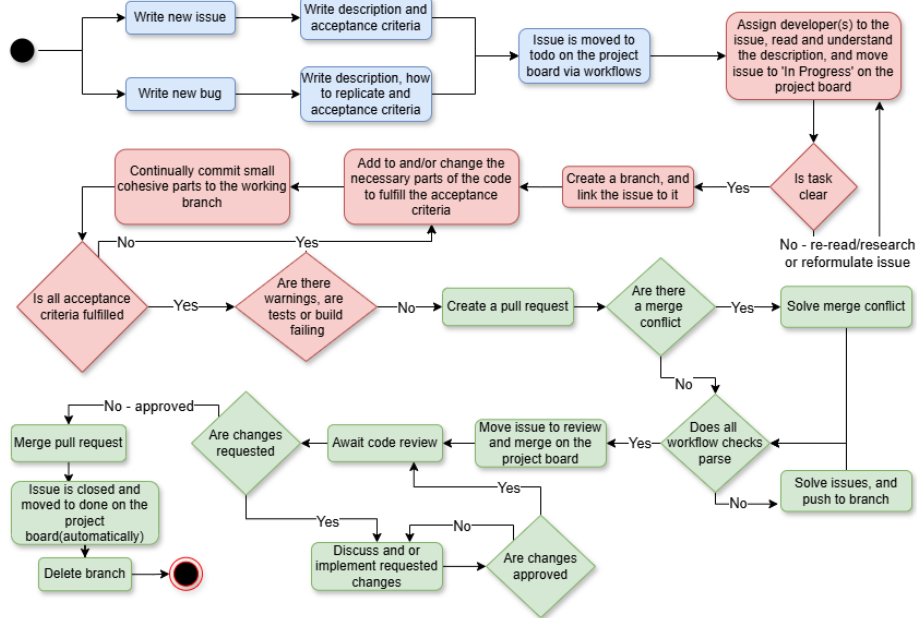 Write new issue
Write description and
acceptance criteria
Issue is moved to
todo on the project
board via workflows
Assign developer(s) to the
issue, read and understand
the description, and move
issue to 'In Progress' on the
project board
Write new bug
Write description, how
to replicate and
acceptance criteria
Continually commit small
cohesive parts to the working
branch
Add to and/or change the
necessary parts of the code
to fulfill the acceptance
criteria
Create a branch, and
link the issue to it
Yes
Is task
clear
No - re-read/research
or reformulate issue
No
Yes
Is all acceptance
criteria fulfilled
Yes
Are there
warnings, are
tests or build
failing
No
Create a pull request
Are there
a merge
conflict
Yes
Solve merge conflict
No
Does all
workflow checks
parse
No
Solve issues, and
push to branch
Yes
Move issue to review
and merge on the
project board
Await code review
Are changes
requested
No - approved
Merge pull request
Issue is closed and
moved to done on the
project
board(automatically)
Delete branch
Yes
Discuss and or
implement requested
changes
No
Yes
Are changes
approved